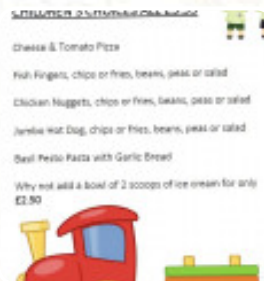 Cheese & Tomato Pizza
Fish Fingers, chips or fries, beans, peas or salad
Chicken Nuggets, chips or fries, beans, peas or salad
Jumbo Hot Dog, chips or fries, beans, peas or salad
Basil Pesto Pasta with Garlic Bread
Why not add a bowl of 2 scoops of ice cream for only
£2.50